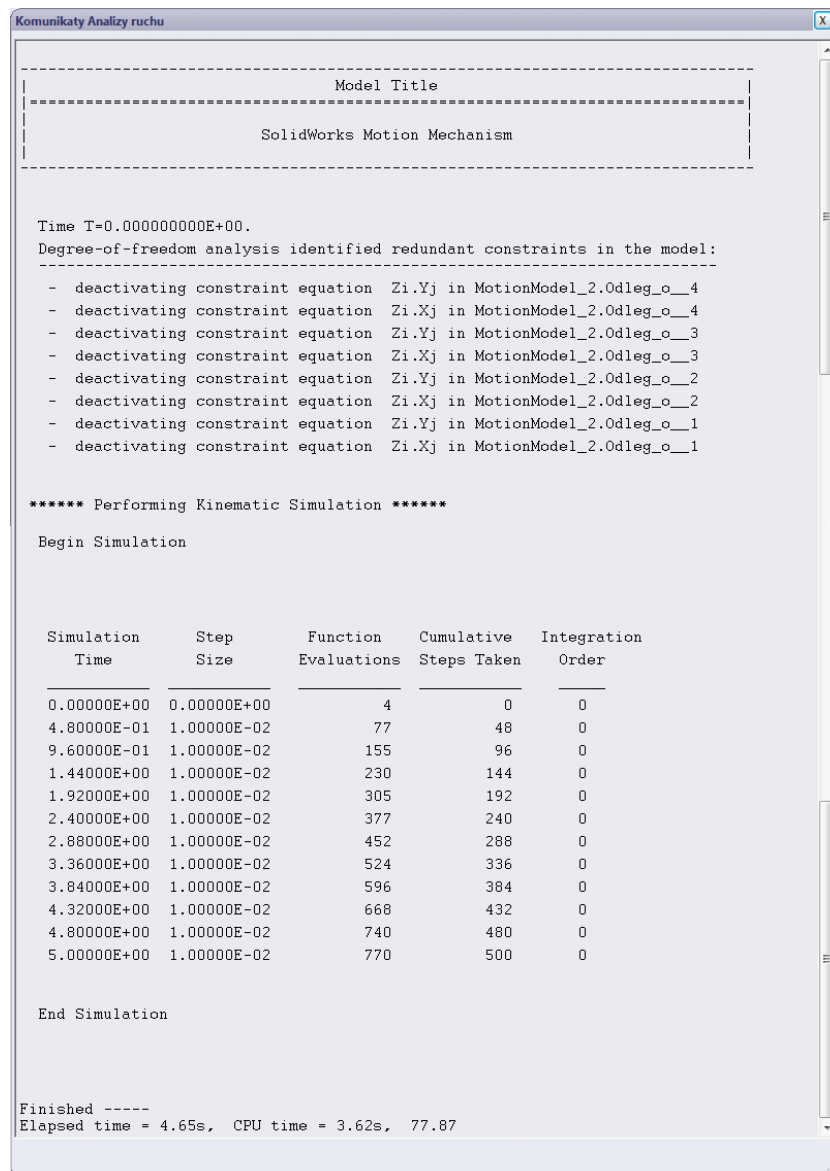 Komunikaty Analizy ruchu
Model Title
SolidWorks Motion Mechanism
Time T=0.000000000E+00.
Degree-of-freedom analysis identified redundant constraints in the model:
- deactivating constraint equation Zi.Yj in MotionModel_2.Odleg_o__4
- deactivating constraint equation Zi.Xj in MotionModel_2.Odleg_o__4
- deactivating constraint equation Zi.Yj in MotionModel_2.Odleg_o__3
- deactivating constraint equation Zi.Xj in MotionModel_2.Odleg_o__3
- deactivating constraint equation Zi.Yj in MotionModel_2.Odleg_o__2
- deactivating constraint equation Zi.Xj in MotionModel_2.Odleg_o__2
- deactivating constraint equation Zi.Yj in MotionModel_2.Odleg_o__1
- deactivating constraint equation Zi.Xj in MotionModel_2.Odleg_o__1
****** Performing Kinematic Simulation ******
Begin Simulation
Simulation Step Function Cumulative Integration
Time Size Evaluations Steps Taken Order
0.00000E+00 0.00000E+00 4 0 0
4.80000E-01 1.00000E-02 77 48 0
9.60000E-01 1.00000E-02 155 96 0
1.44000E+00 1.00000E-02 230 144 0
1.92000E+00 1.00000E-02 305 192 0
2.40000E+00 1.00000E-02 377 240 0
2.88000E+00 1.00000E-02 452 288 0
3.36000E+00 1.00000E-02 524 336 0
3.84000E+00 1.00000E-02 596 384 0
4.32000E+00 1.00000E-02 668 432 0
4.80000E+00 1.00000E-02 740 480 0
5.00000E+00 1.00000E-02 770 500 0
End Simulation
Finished -----
Elapsed time = 4.65s, CPU time = 3.62s, 77.87